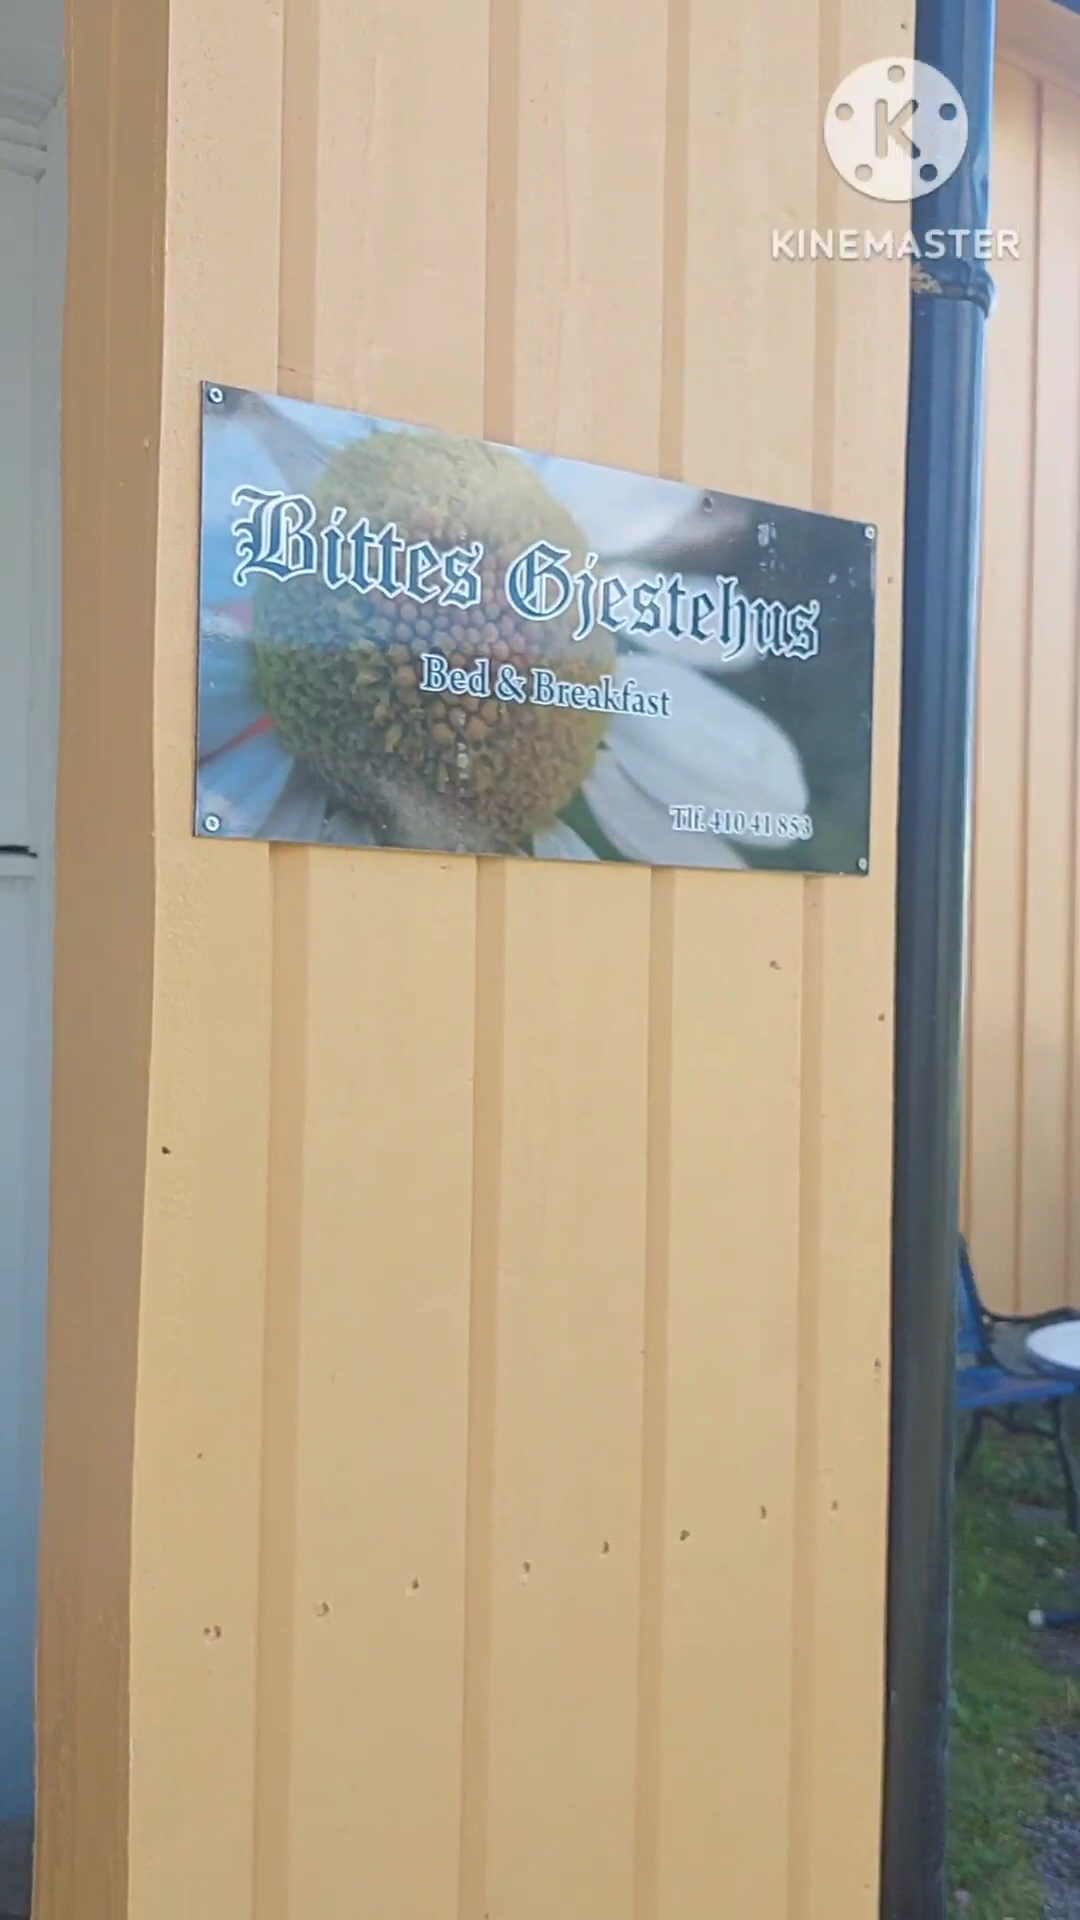 K
KINEMASTER
Bittes Gjestehus
Bed & Breakfast
Tlf. 410 41 853